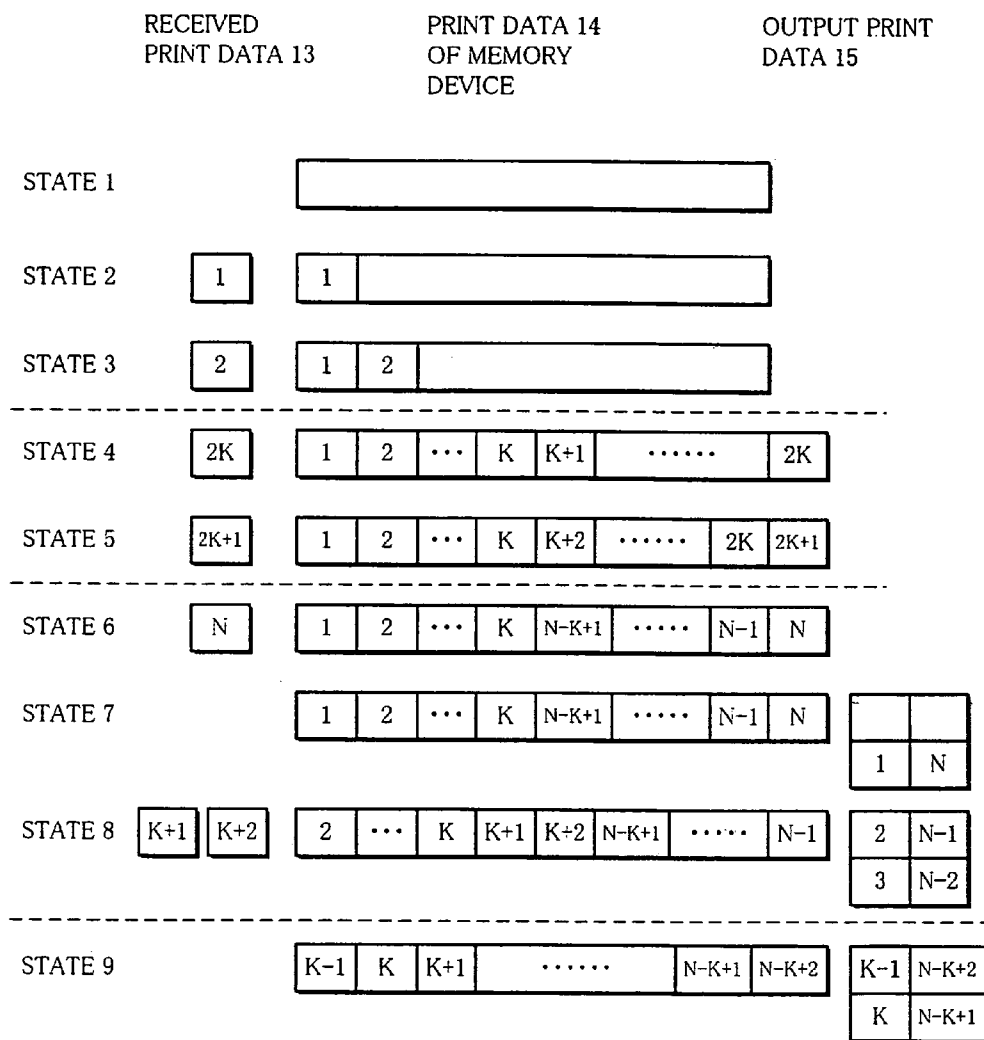 RECEIVED
PRINT DATA 13
PRINT DATA 14
OF MEMORY
DEVICE
OUTPUT PRINT
DATA 15
STATE 1
STATE 2 1 1
STATE 3 2 1 2
STATE 4 2K 1 2 ... K K+1 ...... 2K
STATE 5 2K+1 1 2 ... K K+2 ...... 2K 2K+1
STATE 6 N 1 2 ... K N-K+1 ..... N-1 N
STATE 7 1 2 ... K N-K+1 ..... N-1 N
1 N
STATE 8 K+1 K+2 2 ... K K+1 K+2 N-K+1 ..... N-1 2 N-1
3 N-2
STATE 9 K-1 K K+1 ...... N-K+1 N-K+2 K-1 N-K+2
K N-K+1